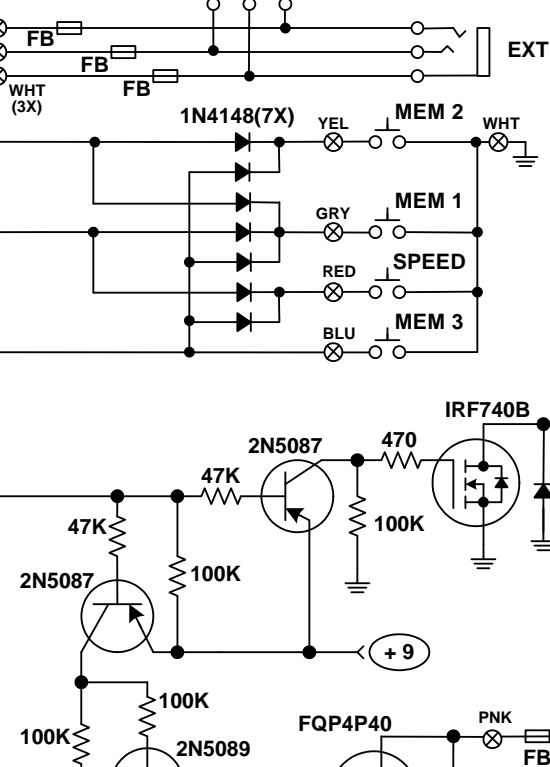 FB
EXT
FB
FB
WHT
(3X)
1N4148(7X)
YEL
MEM 2
WHT
GRY
MEM 1
RED
SPEED
BLU
MEM 3
IRF740B
2N5087
470
47K
47K
100K
2N5087
100K
+ 9
100K
FQP4P40
PNK
100K
2N5089
FB